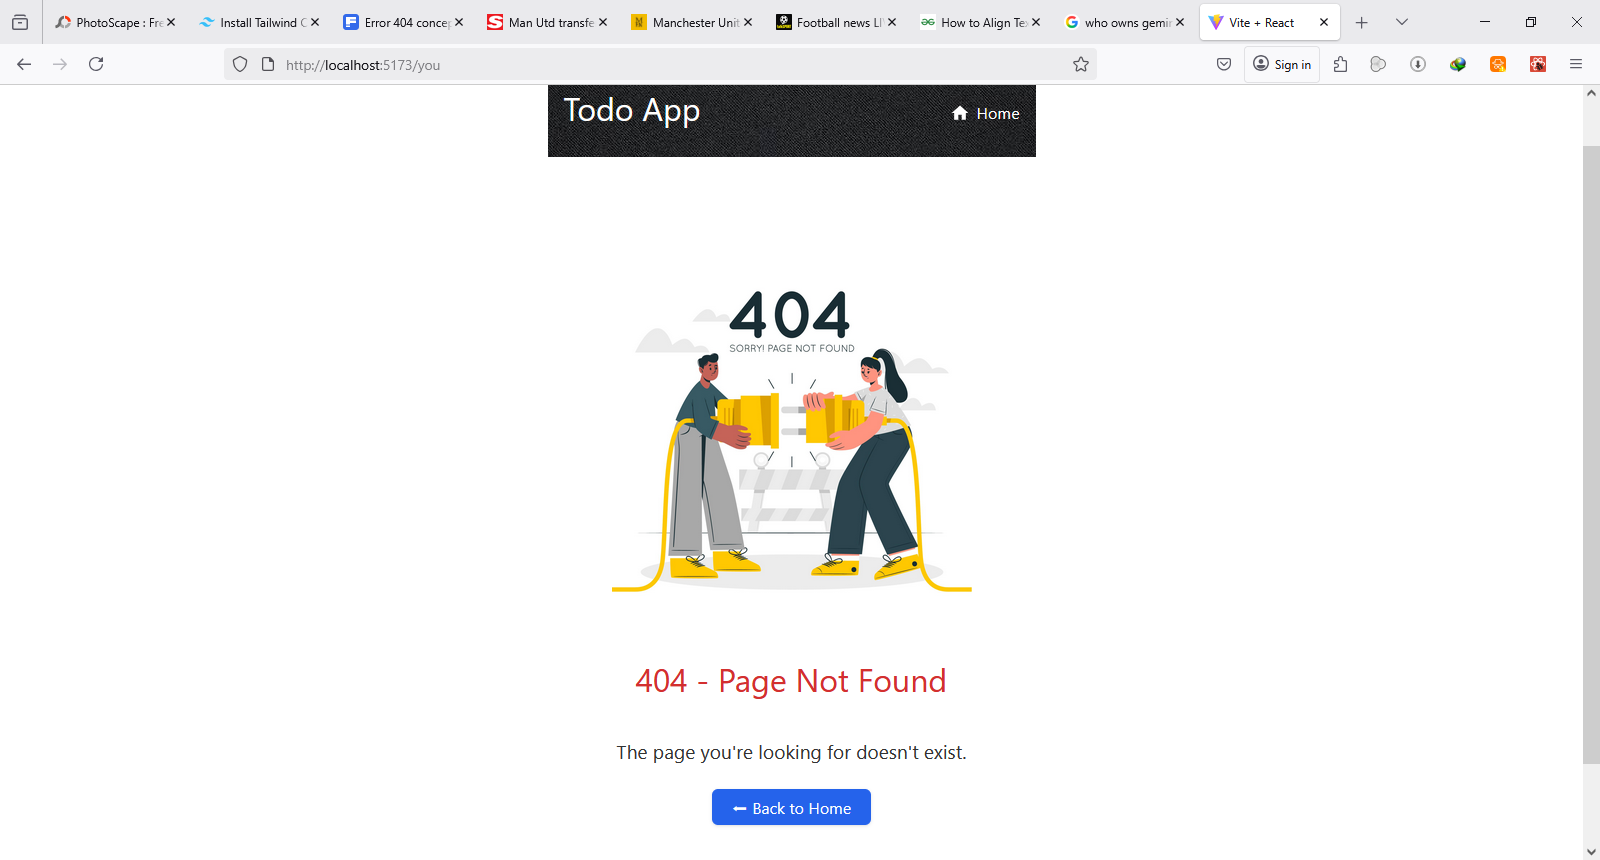 PhotoScape : Fre
Install Tailwind C
Error 404 concep
Man Utd transfe
Manchester Unit
Football news LI
How to Align Te
who owns gemin
Vite + React
http://localhost:5173/you
Sign in
Todo App
Home
404
SORRY! PAGE NOT FOUND
404 - Page Not Found
The page you're looking for doesn't exist.
Back to Home